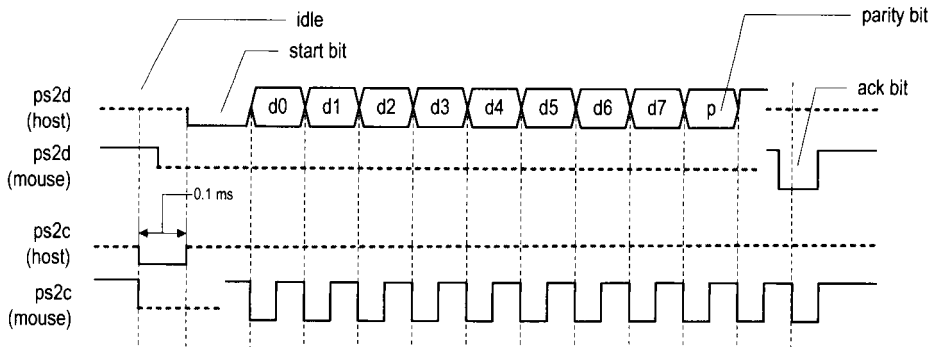 idle
parity bit
start bit
ps2d
(host)
d0 d1 d2 d3 d4 d5 d6 d7 p
ack bit
ps2d
(mouse)
0.1 ms
ps2c
(host)
ps2c
(mouse)